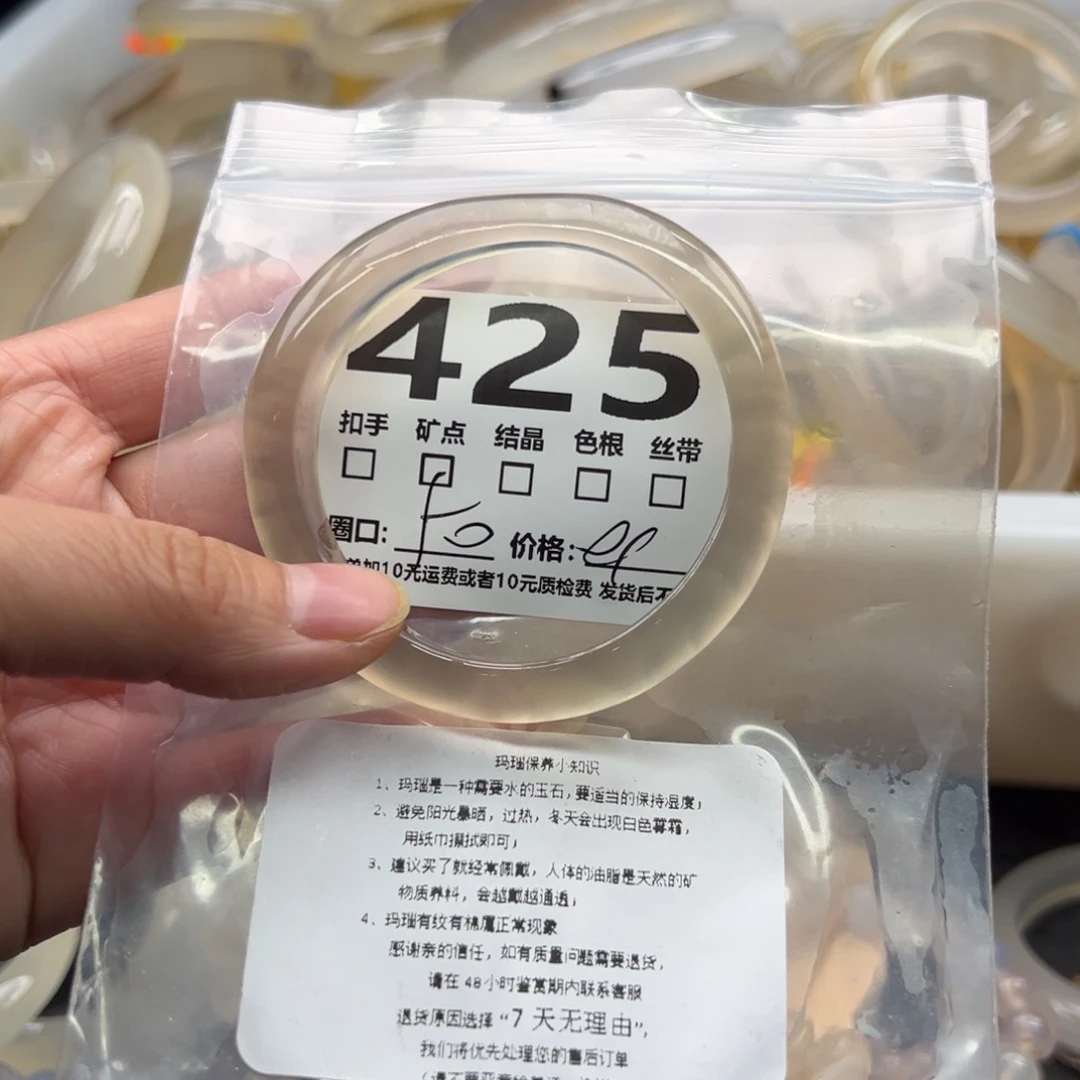 425
扣手 矿点 结晶 色根 丝带
圈口: 价格:
10元运费或者10元质检费 发货后不
玛瑙保养小知识
1、玛瑙是一种需要水的玉石,要适当的保持湿度;
2、避免阳光暴晒，过热，冬天会出现白色雾霜，
用纸巾擦拭即可;
3、建议买了就经常佩戴，人体的油脂是天然的矿
物质养料，会越戴越通透;
4、玛瑙有纹有棉属正常现象
感谢亲的信任，如有质量问题需要退货，
请在48小时鉴赏期内联系客服
退货原因选择“7天无理由”,
我们将优先处理您的售后订单